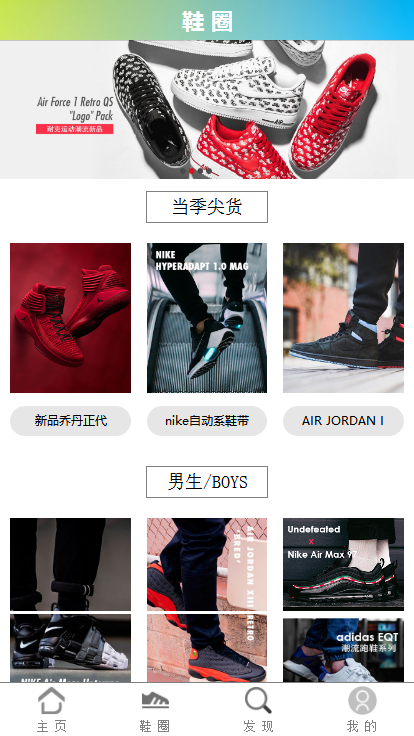 鞋 圈
Air Force 1 Retro QS
"Logo" Pack
耐克运动潮流新品
当季尖货
NIKE
HYPERADAPT 1.0 MAG
新品乔丹正代
nike自动系鞋带
AIR JORDAN I
男生/BOYS
AIR JORDAN XIII RETRO
Undefeated
x
Nike Air Max 97
adidas EQT
潮流跑鞋系列
主 页
鞋 圈
发 现
我 的